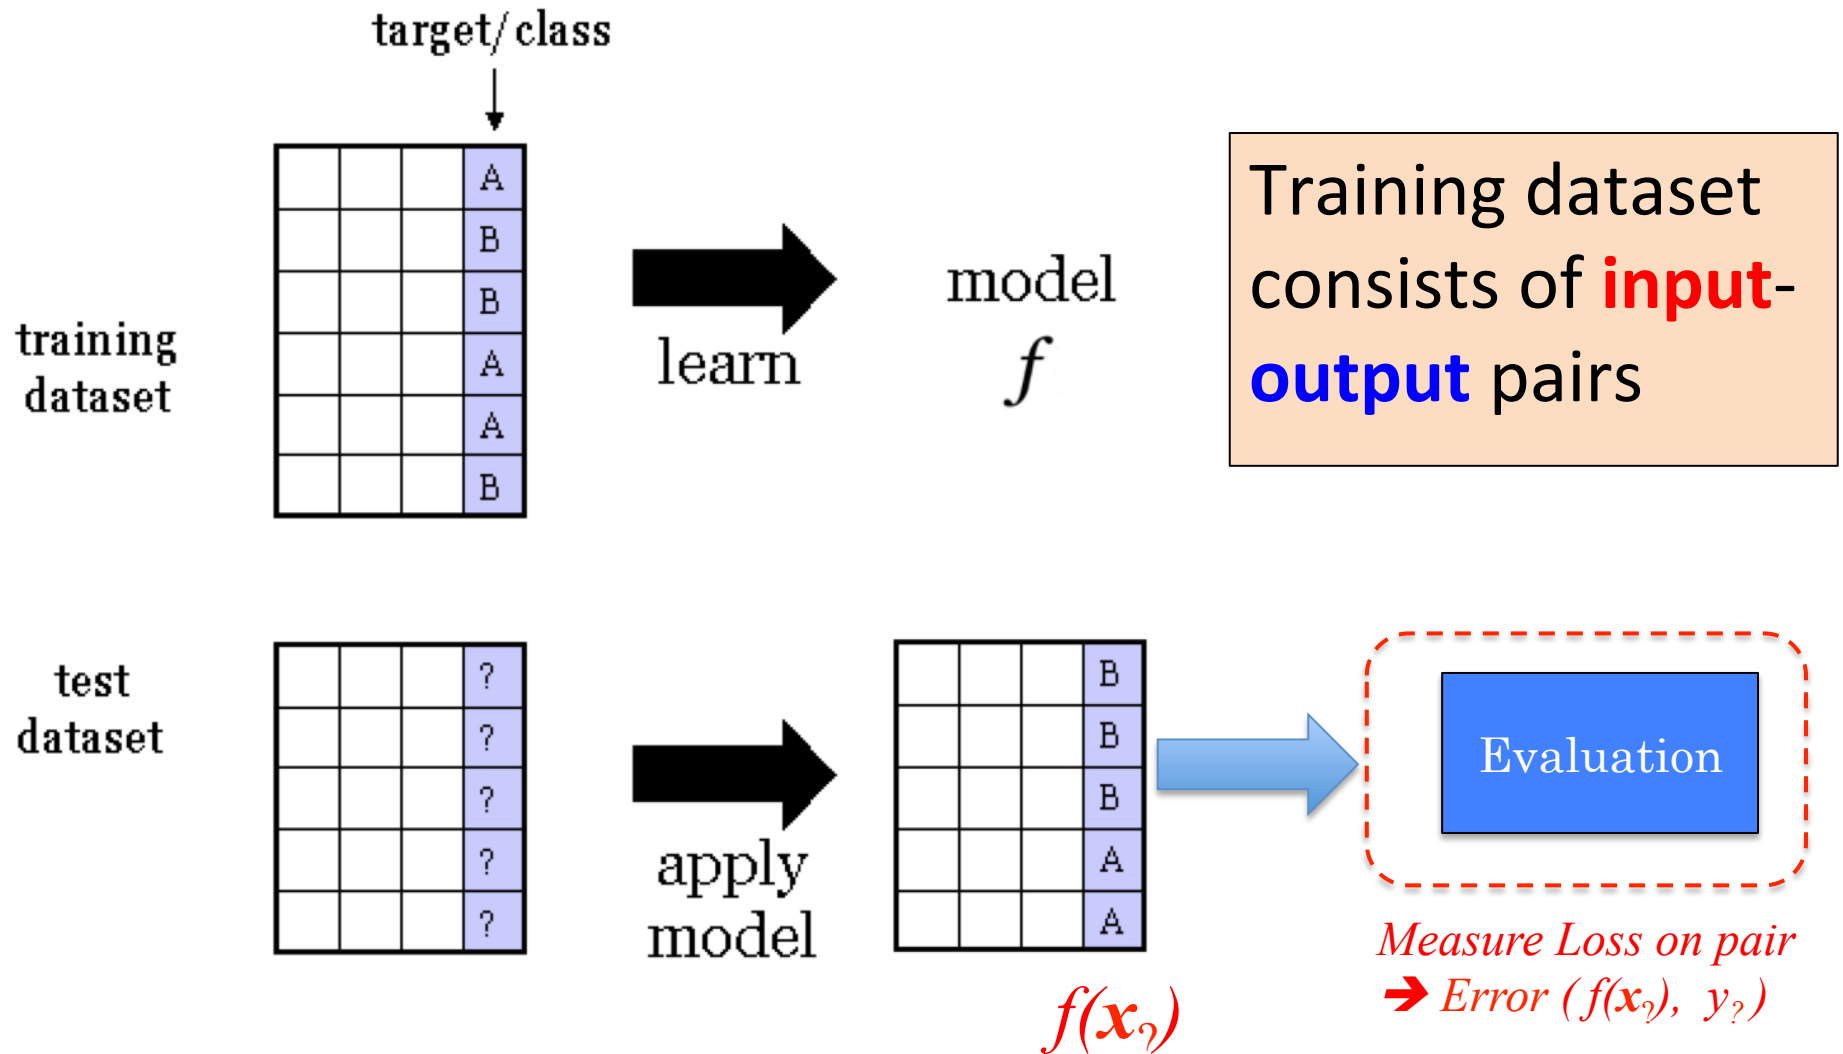 target/class
A
B
B
A
A
B
training
dataset
learn
model
f
Training dataset
consists of input-
output pairs
test
dataset
?
?
?
?
?
apply
model
B
B
B
A
A
f(x?)
Evaluation
Measure Loss on pair
➔ Error ( f(x?), y? )